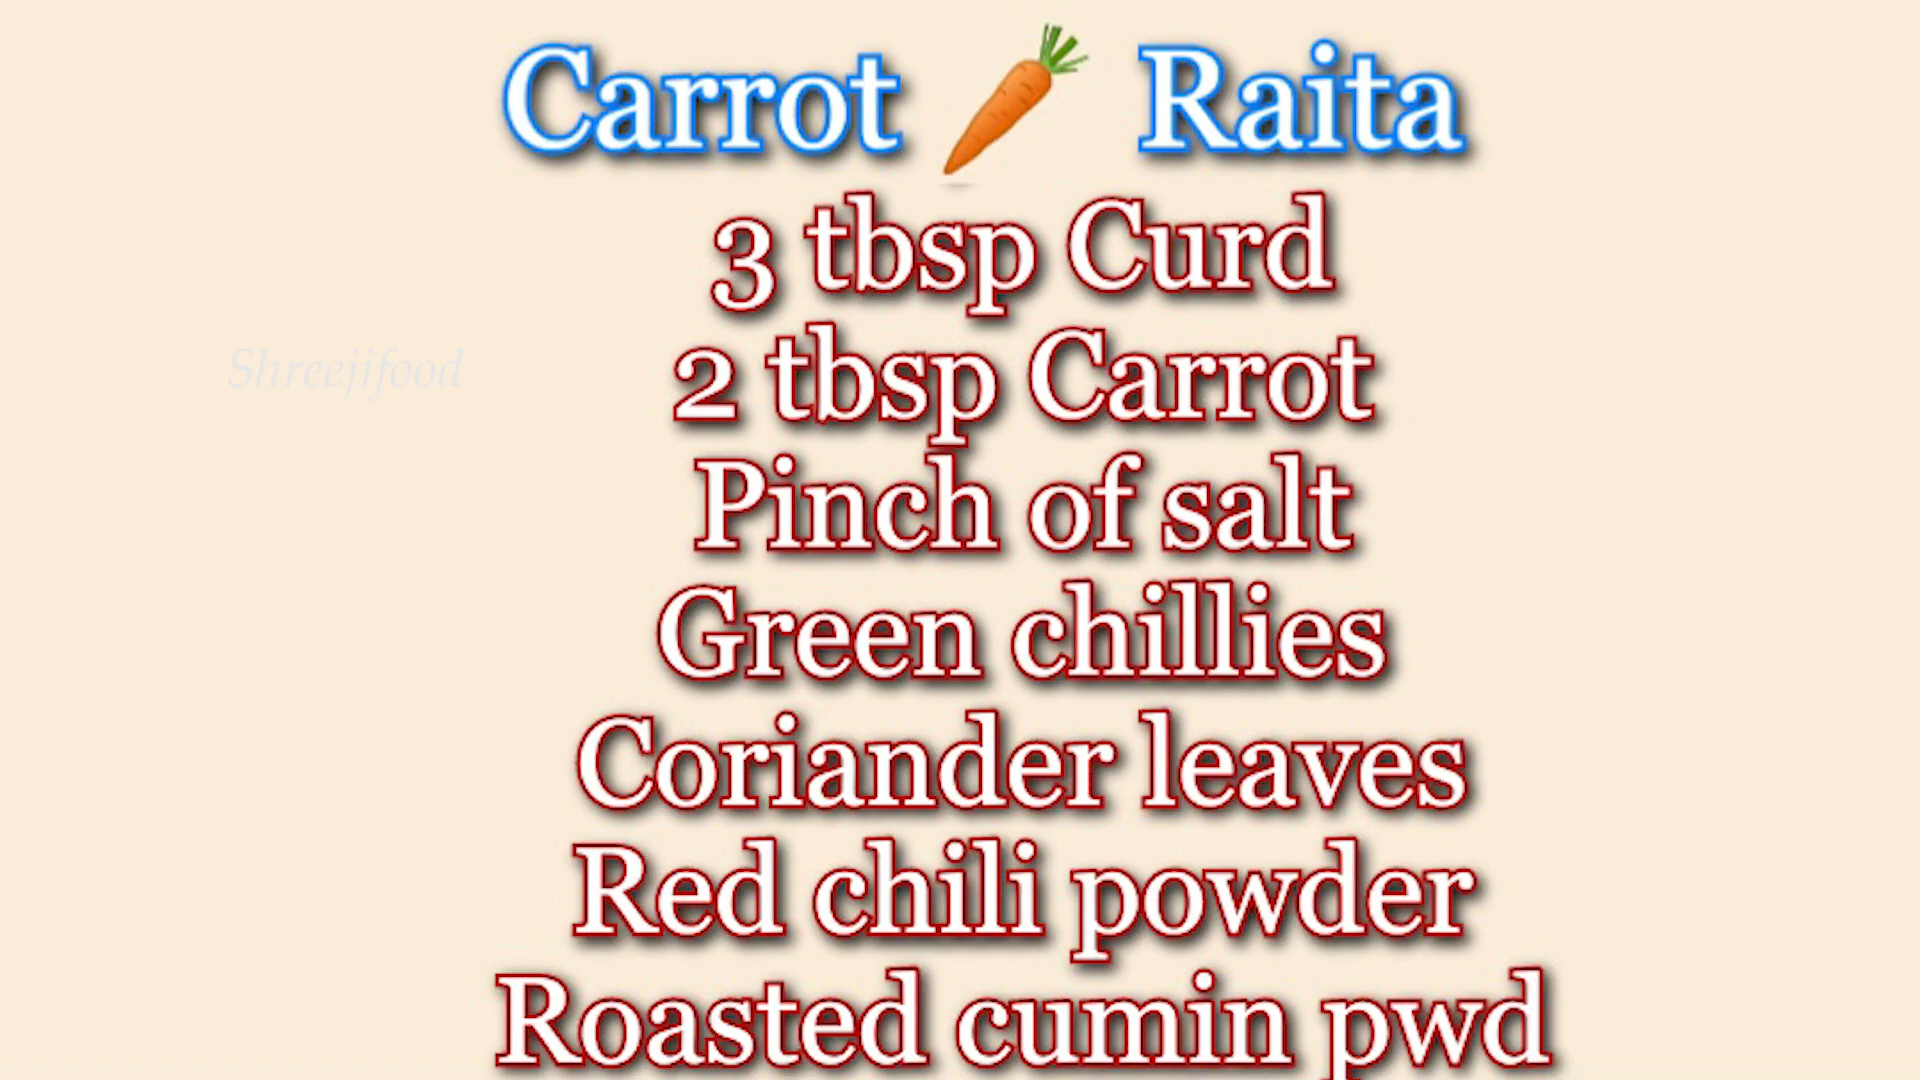 Carrot 🥕 Raita
3 tbsp Curd
Shreejifood
2 tbsp Carrot
Pinch of salt
Green chillies
Coriander leaves
Red chili powder
Roasted cumin pwd